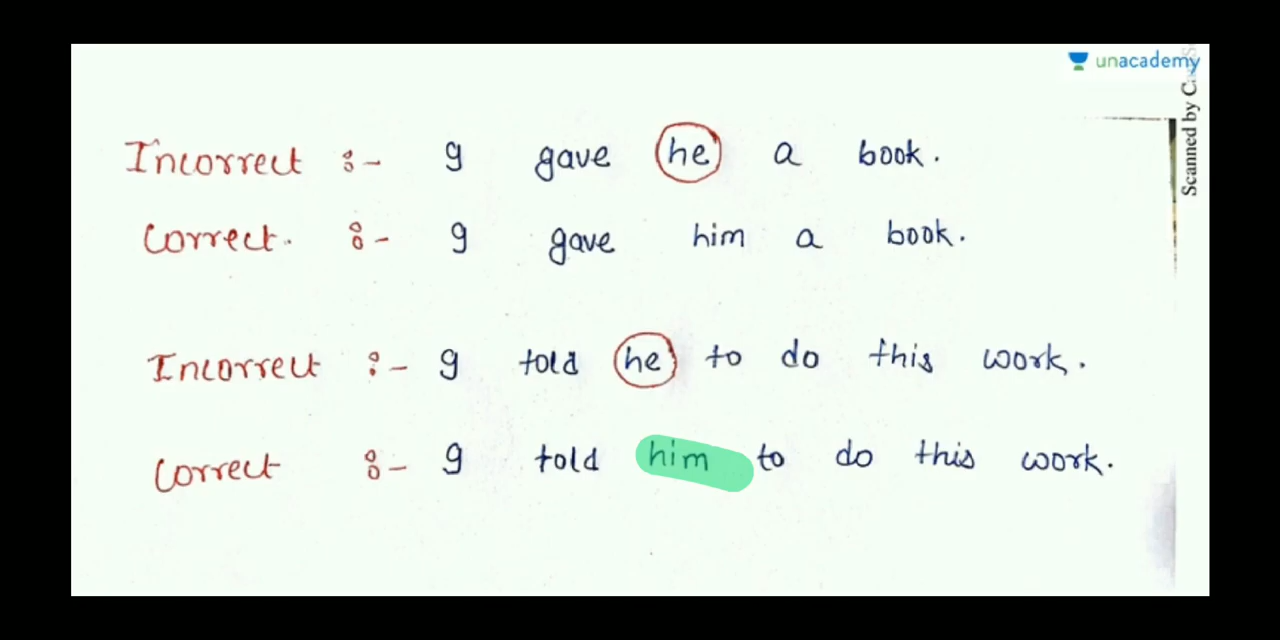 unacademy
Scanned by Ca
Incorrect :- I gave he a book.
Correct. :- I gave him a book.
Incorrect :- I told he to do this work.
Correct :- I told him to do this work.